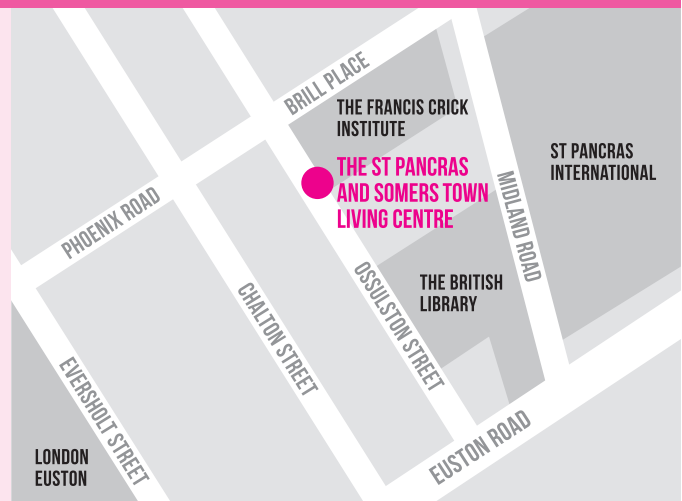 BRILL PLACE
THE FRANCIS CRICK
INSTITUTE
ST PANCRAS
INTERNATIONAL
THE ST PANCRAS
AND SOMERS TOWN
LIVING CENTRE
MIDLAND ROAD
PHOENIX ROAD
THE BRITISH
LIBRARY
OSSULSTON STREET
CHALTON STREET
EVERSHOLT STREET
EUSTON ROAD
LONDON
EUSTON